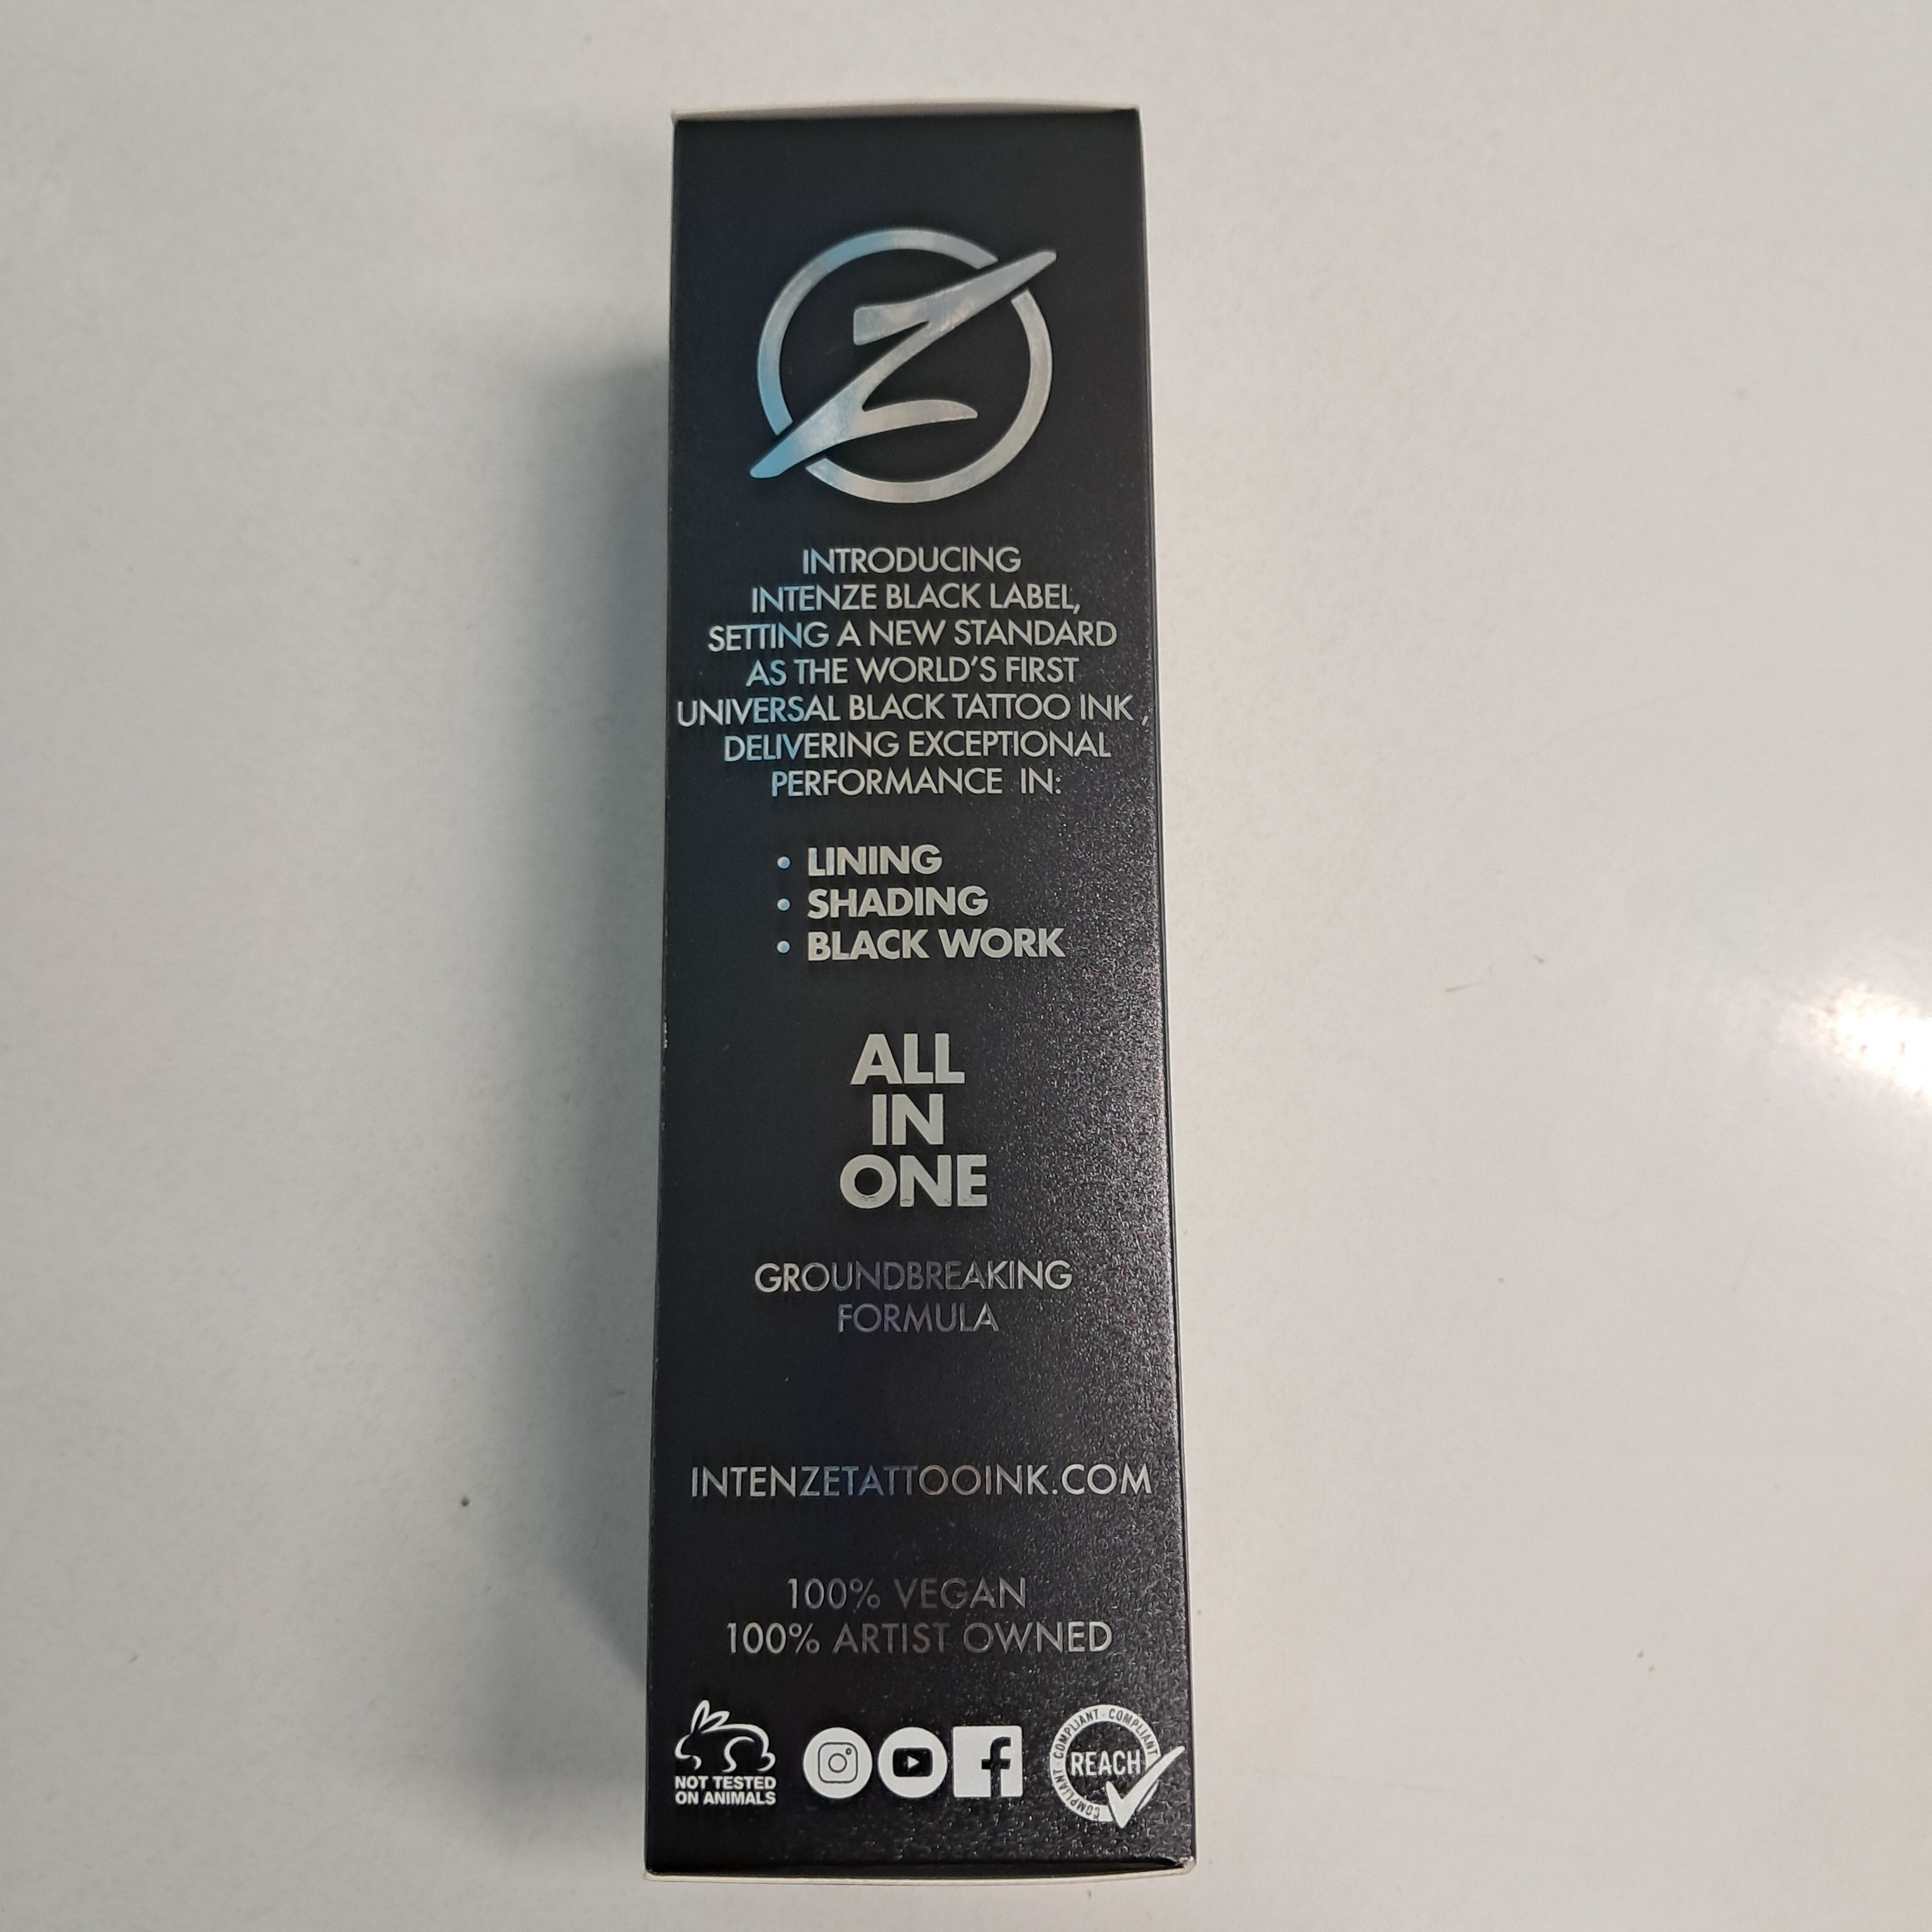 Z
INTRODUCING
INTENZE BLACK LABEL,
SETTING A NEW STANDARD
AS THE WORLD'S FIRST
UNIVERSAL BLACK TATTOO INK ,
DELIVERING EXCEPTIONAL
PERFORMANCE IN:
• LINING
• SHADING
• BLACK WORK
ALL
IN
ONE
GROUNDBREAKING
FORMULA
INTENZETATTOOINK.COM
100% VEGAN
100% ARTIST OWNED
NOT TESTED
ON ANIMALS
COMPLIANT · COMPLIANT · COMPLIANT
REACH